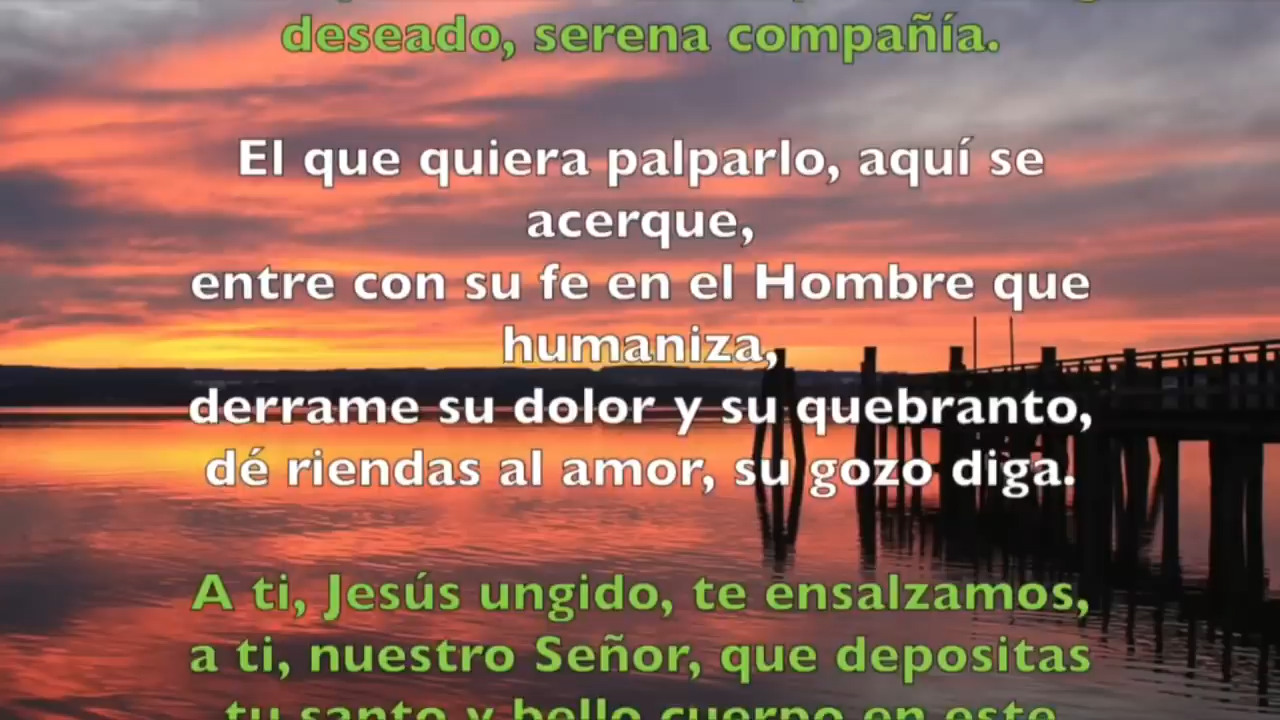 deseado, serena compañía.
El que quiera palparlo, aquí se
acerque,
entre con su fe en el Hombre que
humaniza,
derrame su dolor y su quebranto,
dé riendas al amor, su gozo diga.
A ti, Jesús ungido, te ensalzamos,
a ti, nuestro Señor, que depositas
tu santo y bello cuerpo en este